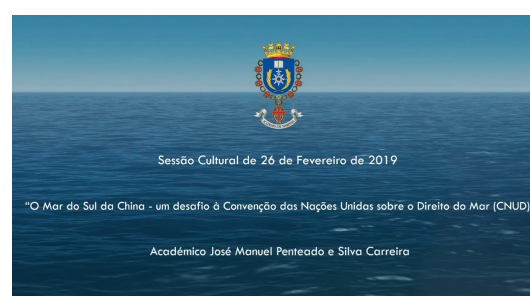 Sessão Cultural de 26 de Fevereiro de 2019
"O Mar do Sul da China - um desafio à Convenção das Nações Unidas sobre o Direito do Mar (CNUD)
Académico José Manuel Penteado e Silva Carreira